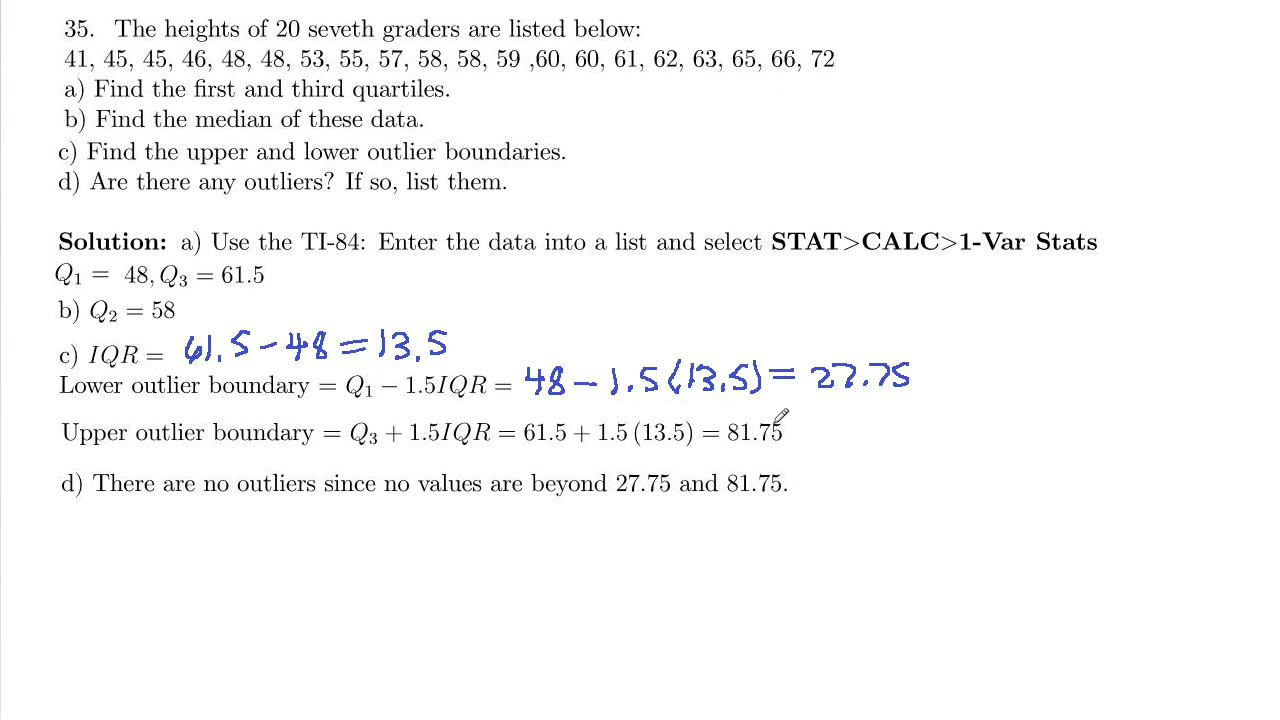 35. The heights of 20 seveth graders are listed below:
41, 45, 45, 46, 48, 48, 53, 55, 57, 58, 58, 59 ,60, 60, 61, 62, 63, 65, 66, 72
a) Find the first and third quartiles.
b) Find the median of these data.
c) Find the upper and lower outlier boundaries.
d) Are there any outliers? If so, list them.
Solution: a) Use the TI-84: Enter the data into a list and select STAT>CALC>1-Var Stats
Q₁ = 48, Q₃ = 61.5
b) Q₂ = 58
c) IQR = 61.5 - 48 = 13.5
Lower outlier boundary = Q₁ − 1.5IQR = 48 - 1.5(13.5) = 27.75
Upper outlier boundary = Q₃ + 1.5IQR = 61.5 + 1.5 (13.5) = 81.75
d) There are no outliers since no values are beyond 27.75 and 81.75.